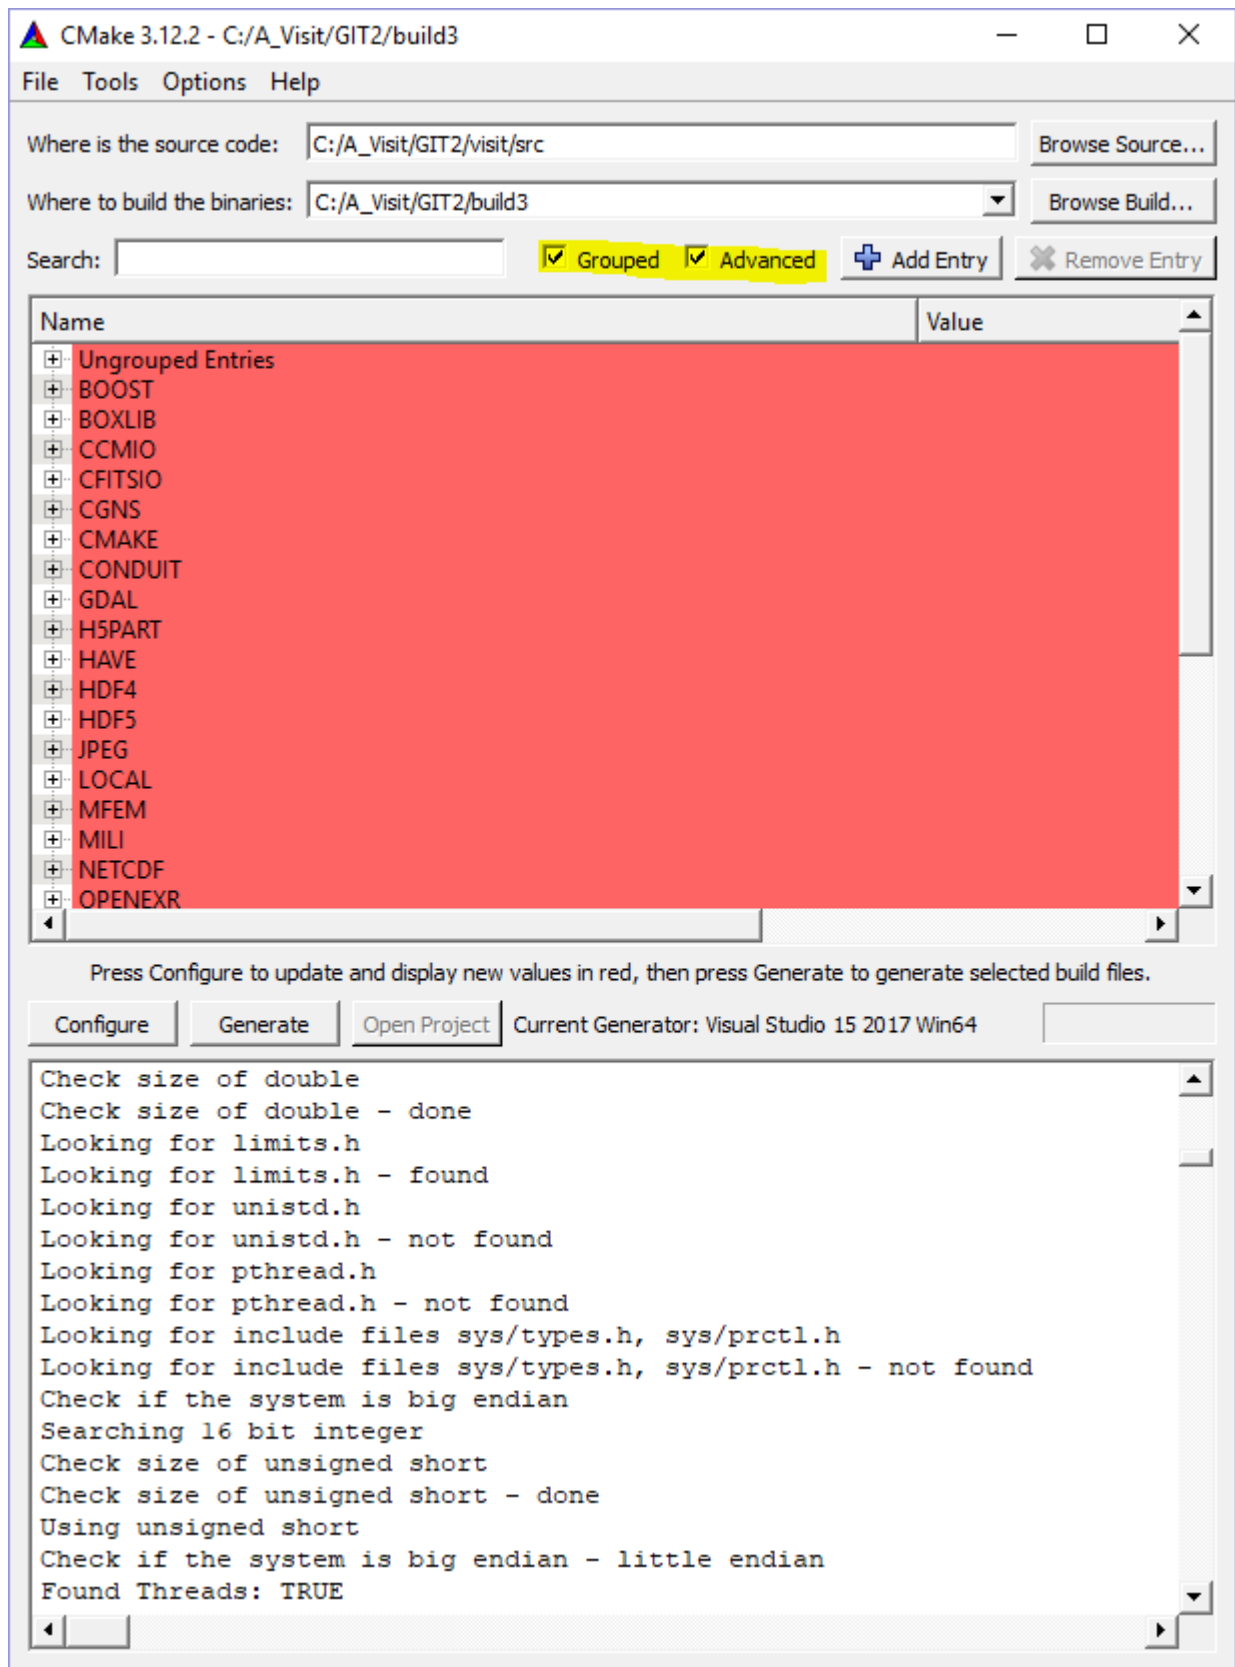 CMake 3.12.2 - C:/A_Visit/GIT2/build3
File Tools Options Help
Where is the source code: C:/A_Visit/GIT2/visit/src Browse Source...
Where to build the binaries: C:/A_Visit/GIT2/build3 Browse Build...
Search: Grouped Advanced Add Entry Remove Entry
Name Value
Ungrouped Entries
BOOST
BOXLIB
CCMIO
CFITSIO
CGNS
CMAKE
CONDUIT
GDAL
H5PART
HAVE
HDF4
HDF5
JPEG
LOCAL
MFEM
MILI
NETCDF
OPENEXR
Press Configure to update and display new values in red, then press Generate to generate selected build files.
Configure Generate Open Project Current Generator: Visual Studio 15 2017 Win64
Check size of double
Check size of double - done
Looking for limits.h
Looking for limits.h - found
Looking for unistd.h
Looking for unistd.h - not found
Looking for pthread.h
Looking for pthread.h - not found
Looking for include files sys/types.h, sys/prctl.h
Looking for include files sys/types.h, sys/prctl.h - not found
Check if the system is big endian
Searching 16 bit integer
Check size of unsigned short
Check size of unsigned short - done
Using unsigned short
Check if the system is big endian - little endian
Found Threads: TRUE